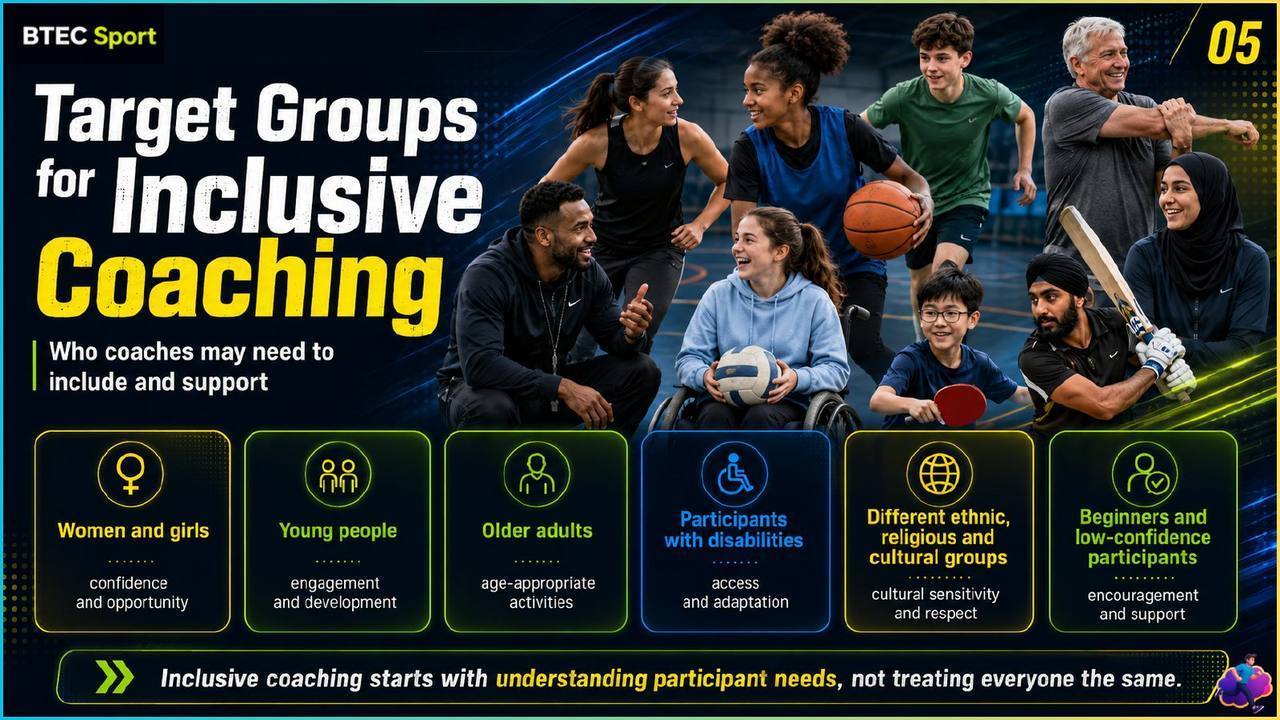 BTEC Sport
05
Target Groups
for Inclusive
Coaching
Who coaches may need to
include and support
Women and girls
confidence
and opportunity
Young people
engagement
and development
Older adults
age-appropriate
activities
Participants
with disabilities
access
and adaptation
Different ethnic,
religious and
cultural groups
cultural sensitivity
and respect
Beginners and
low-confidence
participants
encouragement
and support
Inclusive coaching starts with understanding participant needs, not treating everyone the same.